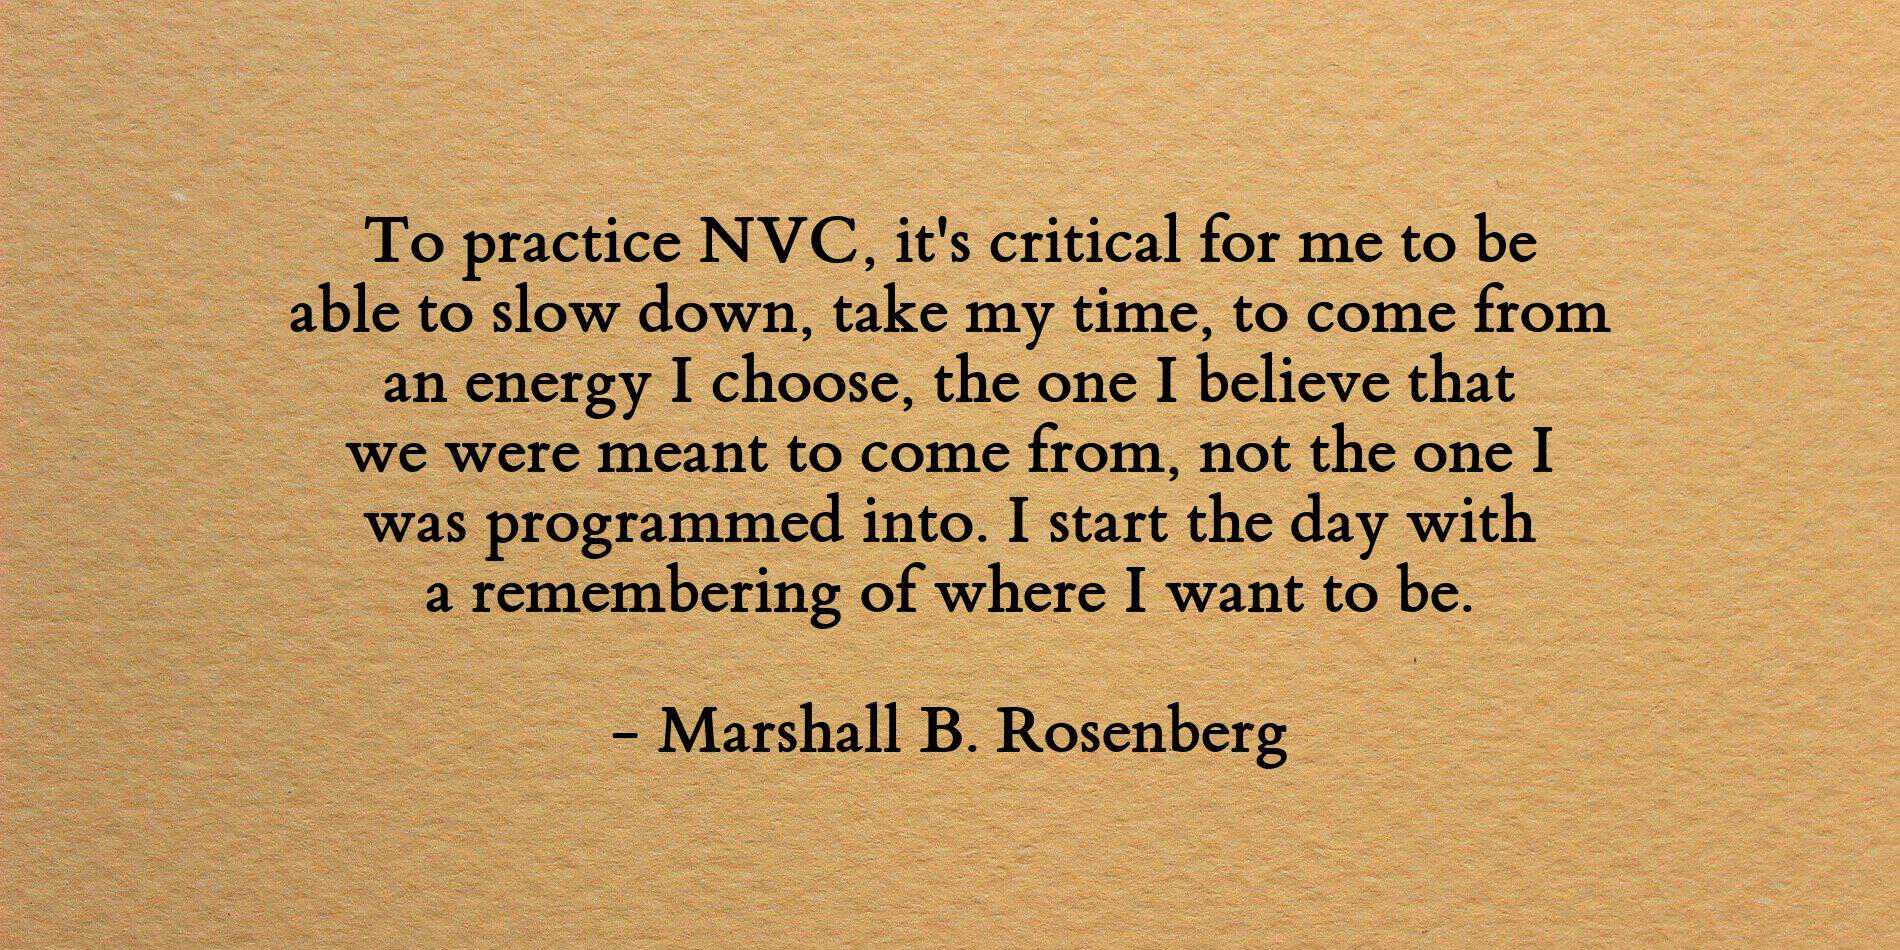 To practice NVC, it's critical for me to be
able to slow down, take my time, to come from
an energy I choose, the one I believe that
we were meant to come from, not the one I
was programmed into. I start the day with
a remembering of where I want to be.
– Marshall B. Rosenberg